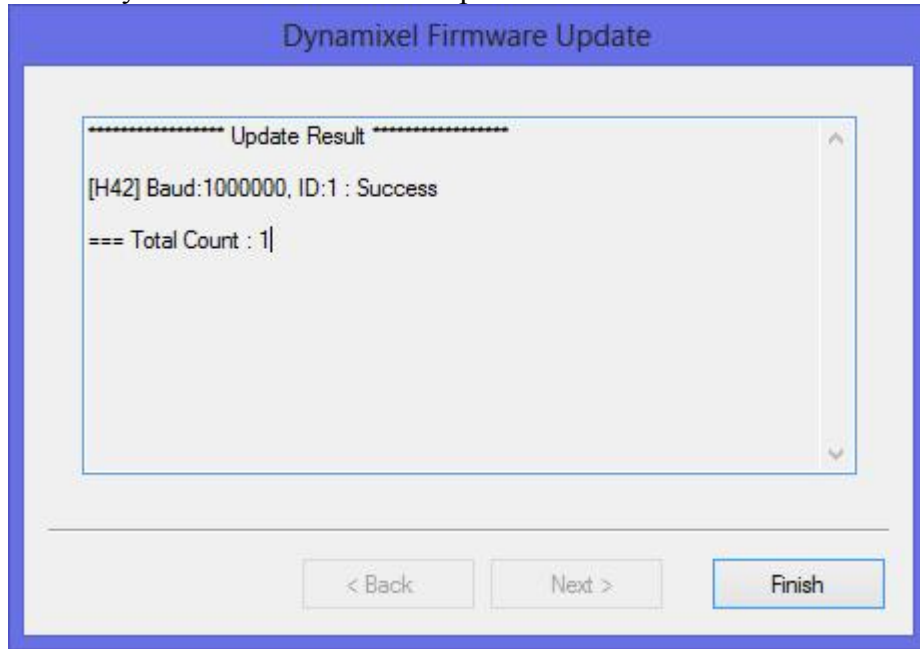 Dynamixel Firmware Update
***************** Update Result *****************
[H42] Baud:1000000, ID:1 : Success
=== Total Count : 1
< Back
Next >
Finish